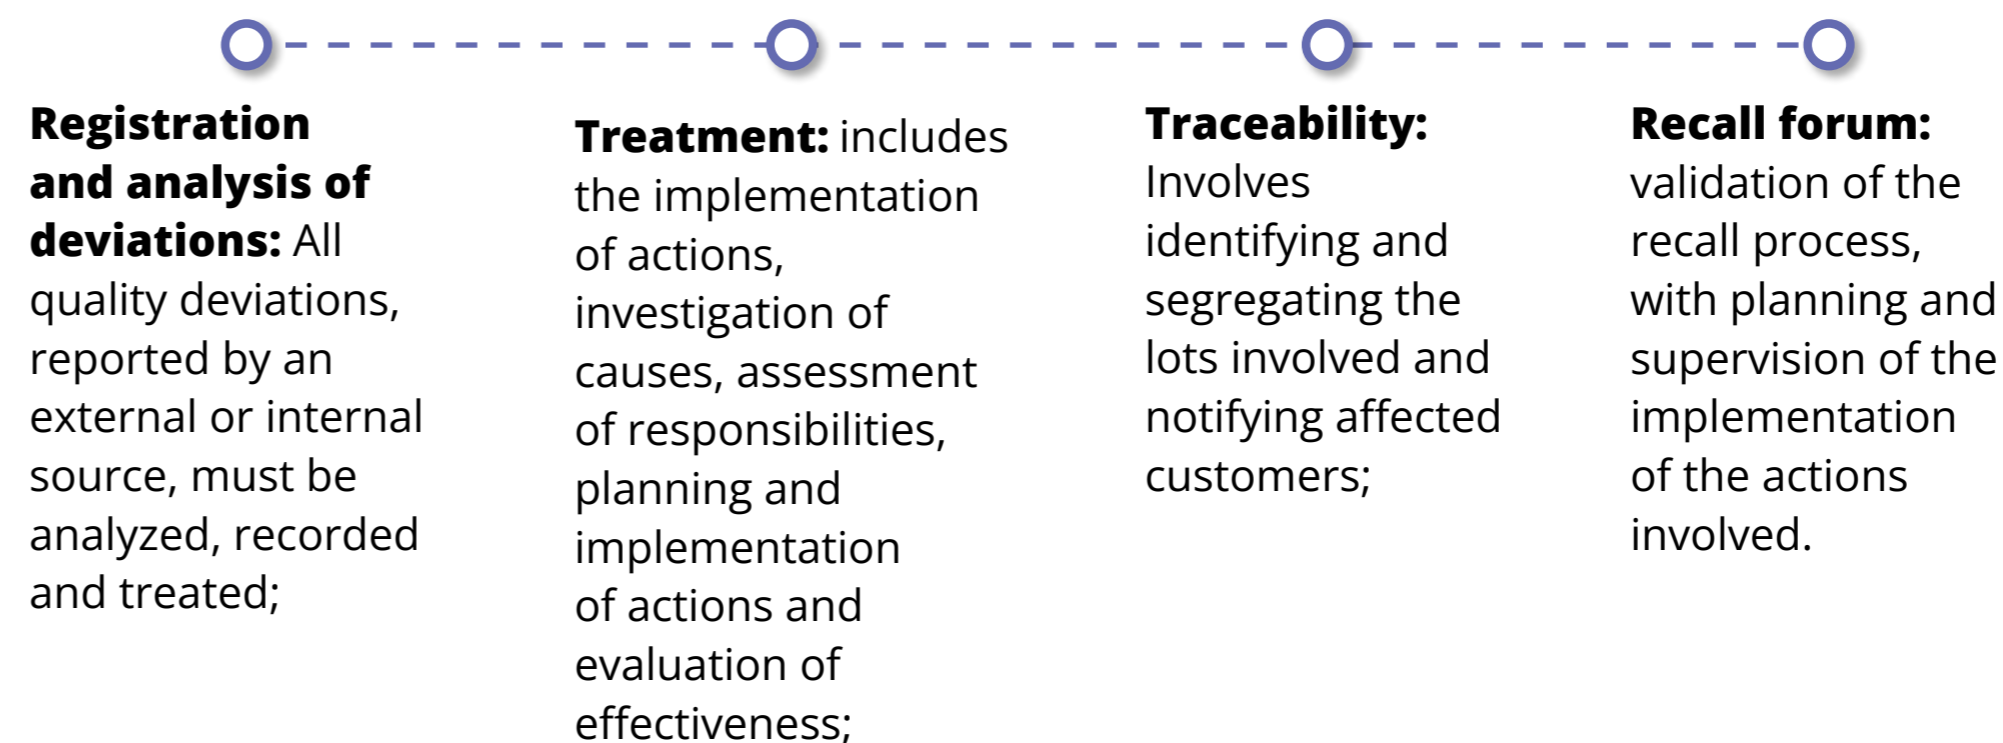 Registration
and analysis of
deviations: All
quality deviations,
reported by an
external or internal
source, must be
analyzed, recorded
and treated;
Treatment: includes
the implementation
of actions,
investigation of
causes, assessment
of responsibilities,
planning and
implementation
of actions and
evaluation of
effectiveness;
Traceability:
Involves
identifying and
segregating the
lots involved and
notifying affected
customers;
Recall forum:
validation of the
recall process,
with planning and
supervision of the
implementation
of the actions
involved.